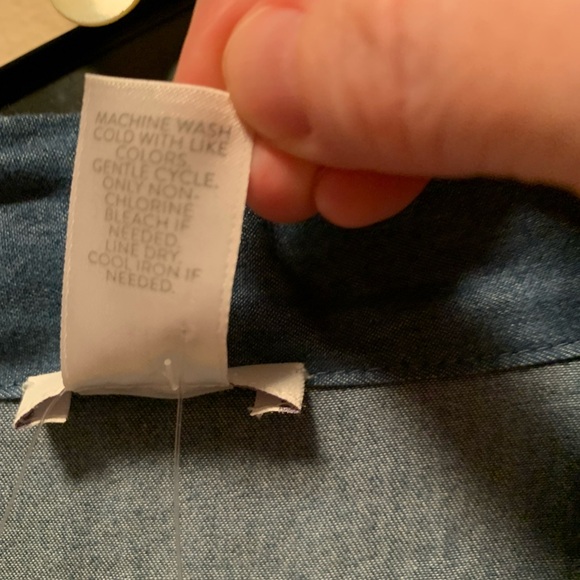 MACHINE WASH
COLD WITH LIKE
COLORS.
GENTLE CYCLE.
ONLY NON-
CHLORINE
BLEACH IF
NEEDED.
LINE DRY.
COOL IRON IF
NEEDED.